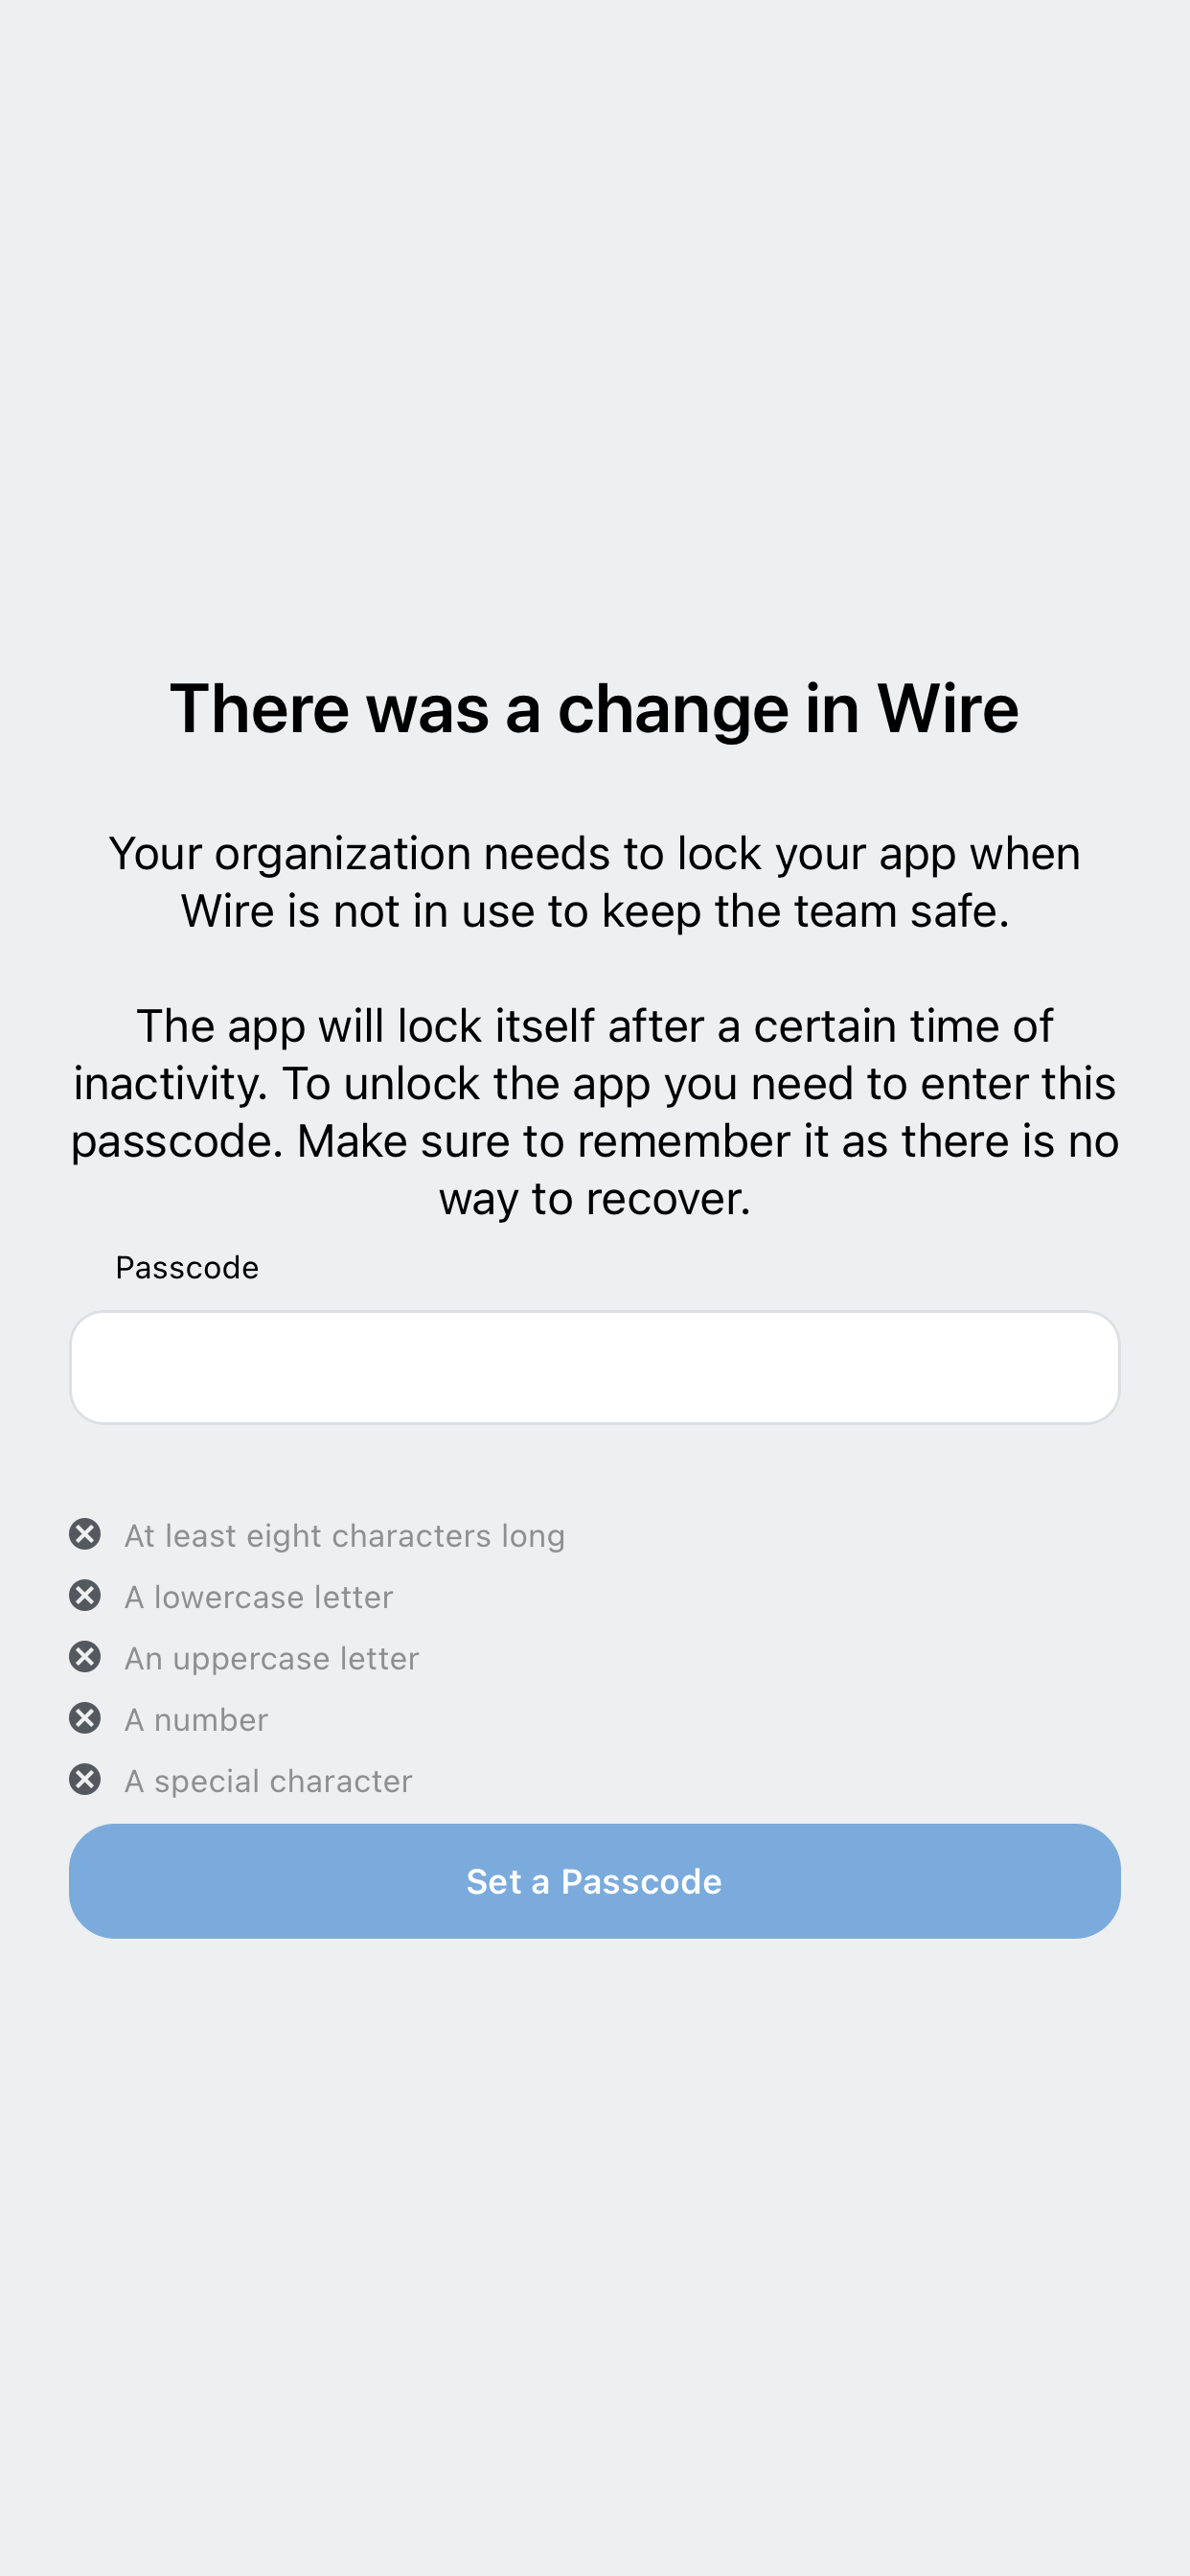 There was a change in Wire
Your organization needs to lock your app when
Wire is not in use to keep the team safe.
The app will lock itself after a certain time of
inactivity. To unlock the app you need to enter this
passcode. Make sure to remember it as there is no
way to recover.
Passcode
At least eight characters long
A lowercase letter
An uppercase letter
A number
A special character
Set a Passcode